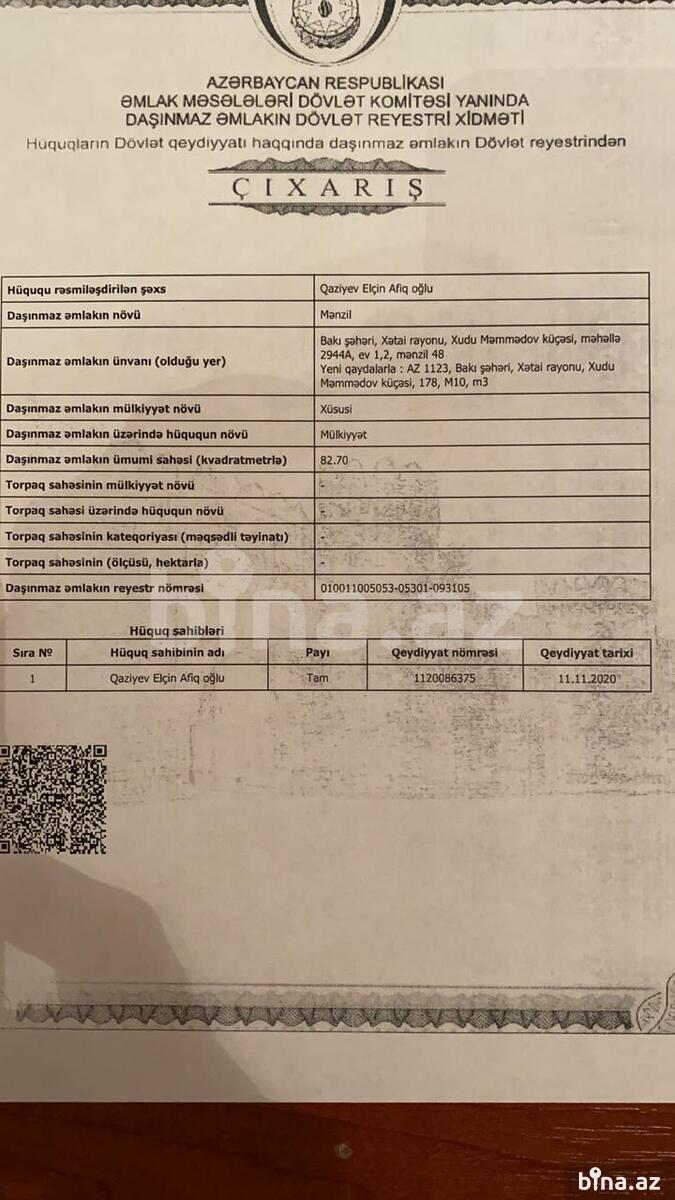 AZƏRBAYCAN RESPUBLİKASI
ƏMLAK MƏSƏLƏLƏRİ DÖVLƏT KOMİTƏSİ YANINDA
DAŞINMAZ ƏMLAKIN DÖVLƏT REYESTRİ XİDMƏTİ
Hüquqların Dövlət qeydiyyatı haqqında daşınmaz əmlakın Dövlət reyestrindən
ÇIXARIŞ
Hüququ rəsmiləşdirilən şəxs Qaziyev Elçin Afiq oğlu
Daşınmaz əmlakın növü Mənzil
Daşınmaz əmlakın ünvanı (olduğu yer) Bakı şəhəri, Xətai rayonu, Xudu Məmmədov küçəsi, məhəllə
2944A, ev 1,2, mənzil 48
Yeni qaydalarla : AZ 1123, Bakı şəhəri, Xətai rayonu, Xudu
Məmmədov küçəsi, 178, M10, m3
Daşınmaz əmlakın mülkiyyət növü Xüsusi
Daşınmaz əmlakın üzərində hüququn növü Mülkiyyət
Daşınmaz əmlakın ümumi sahəsi (kvadratmetrlə) 82.70
Torpaq sahəsinin mülkiyyət növü -
Torpaq sahəsi üzərində hüququn növü -
Torpaq sahəsinin kateqoriyası (məqsədli təyinatı) -
Torpaq sahəsinin (ölçüsü, hektarla) -
Daşınmaz əmlakın reyestr nömrəsi 010011005053-05301-093105
bina.az
Hüquq sahibləri
Sıra Nº Hüquq sahibinin adı Payı Qeydiyyat nömrəsi Qeydiyyat tarixi
1 Qaziyev Elçin Afiq oğlu Tam 1120086375 11.11.2020
bina.az